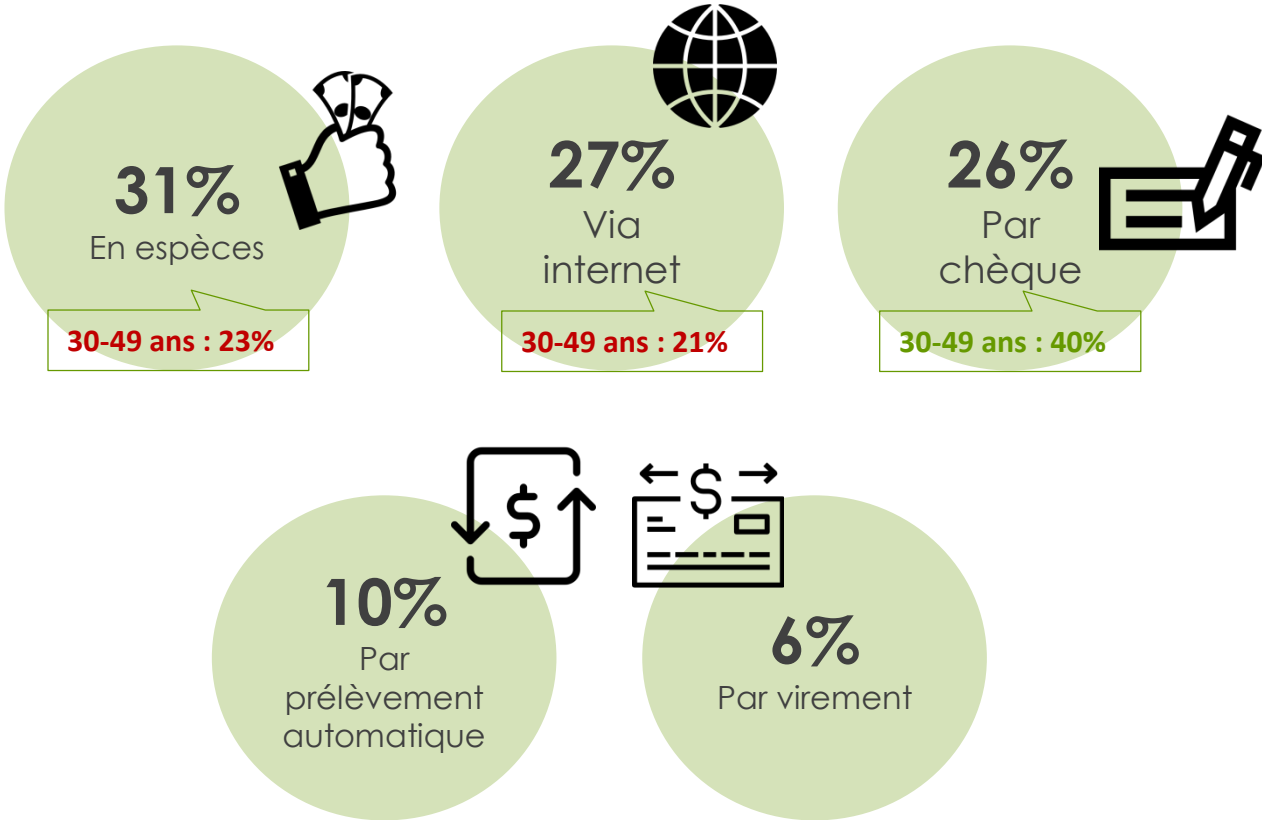 31%
En espèces
30-49 ans : 23%
27%
Via
internet
30-49 ans : 21%
26%
Par
chèque
30-49 ans : 40%
$
10%
Par
prélèvement
automatique
$
6%
Par virement